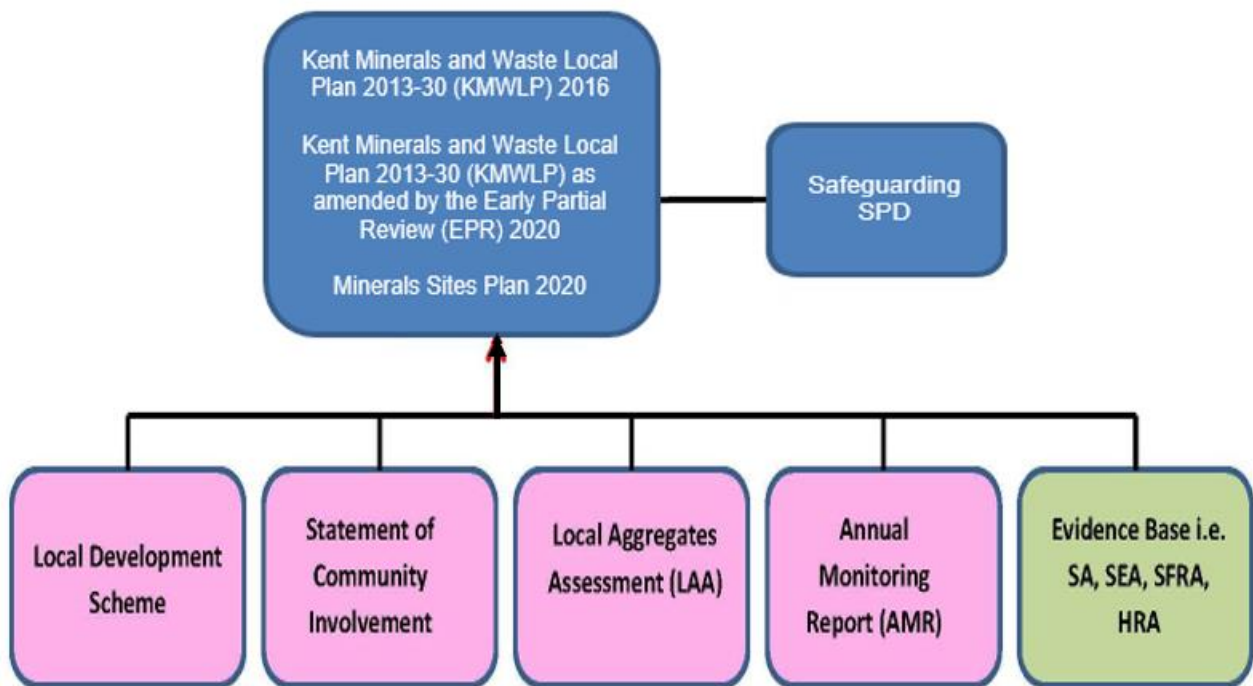 Kent Minerals and Waste Local
Plan 2013-30 (KMWLP) 2016
Kent Minerals and Waste Local
Plan 2013-30 (KMWLP) as
amended by the Early Partial
Review (EPR) 2020
Minerals Sites Plan 2020
Safeguarding
SPD
Local Development
Scheme
Statement of
Community
Involvement
Local Aggregates
Assessment (LAA)
Annual
Monitoring
Report (AMR)
Evidence Base i.e.
SA, SEA, SFRA,
HRA